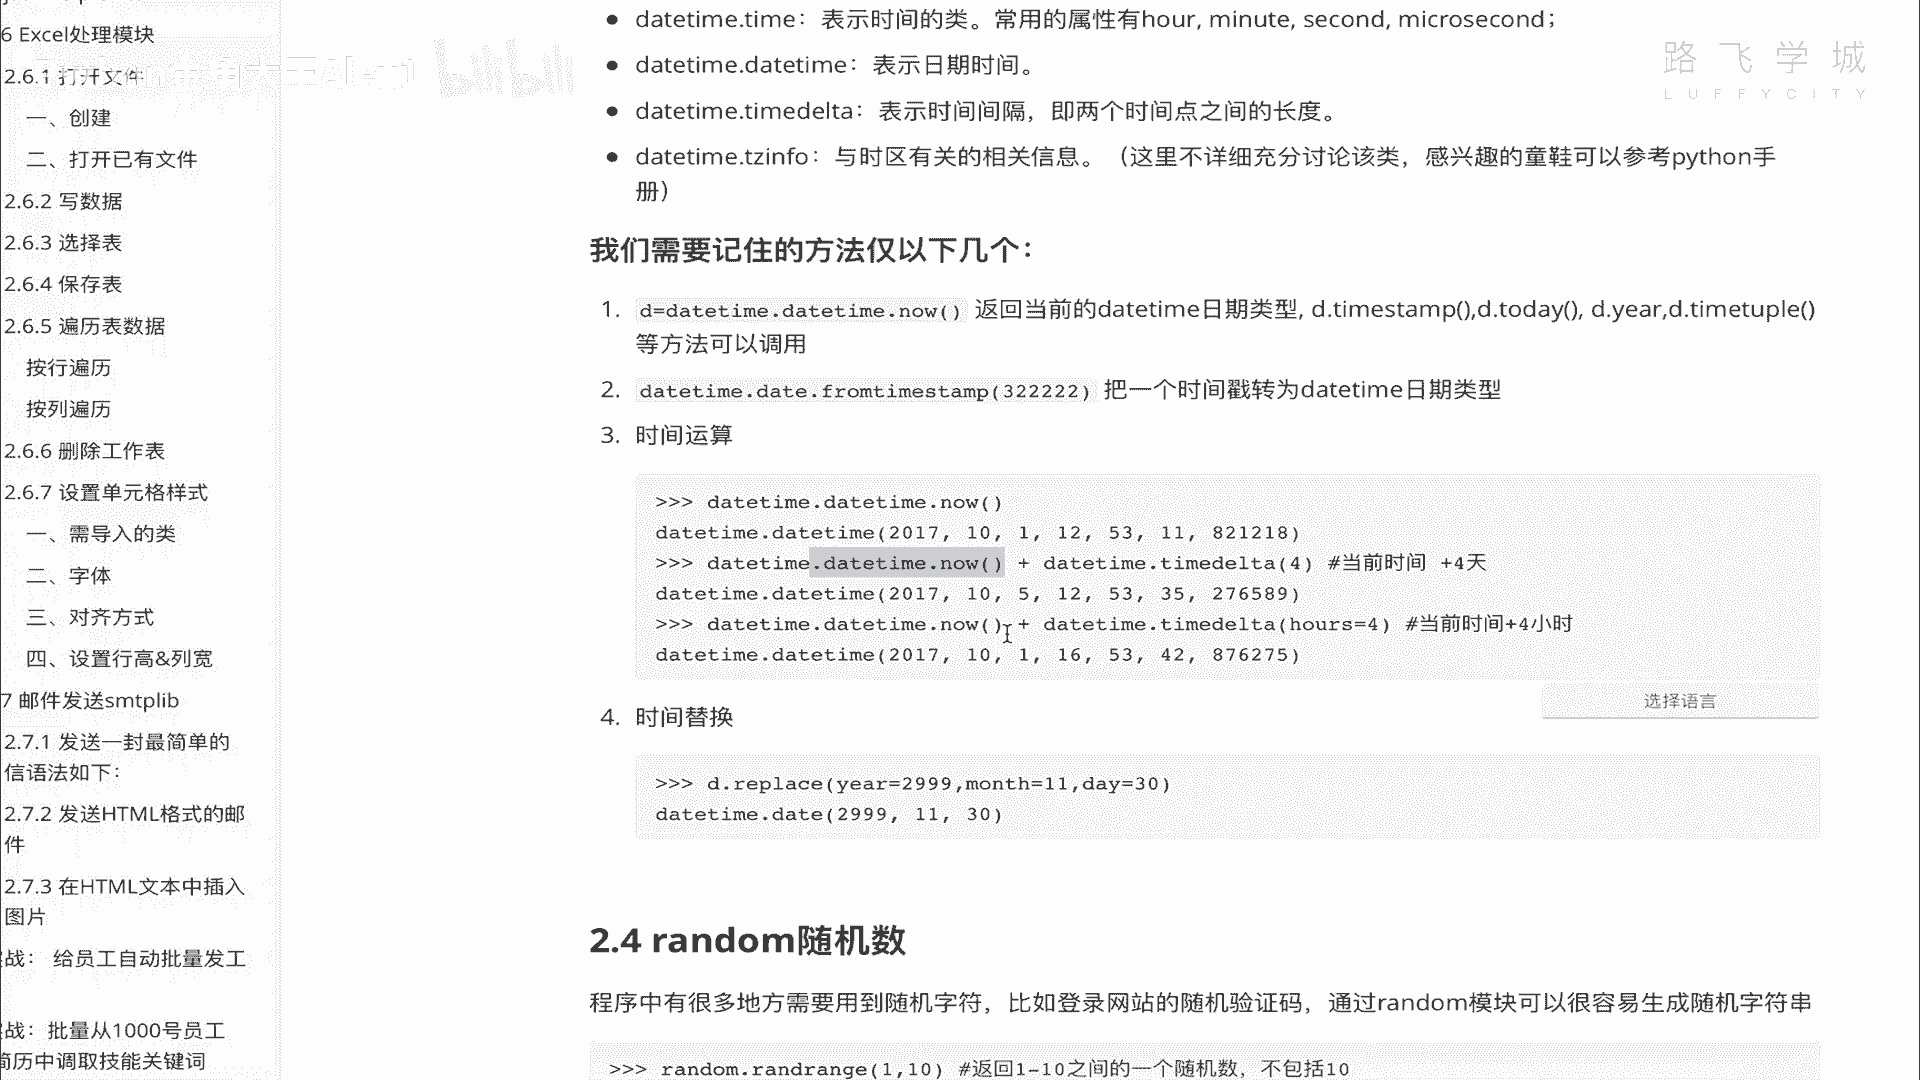 6 Excel处理模块
2.6.1 打开文件
一、创建
二、打开已有文件
2.6.2 写数据
2.6.3 选择表
2.6.4 保存表
2.6.5 遍历表数据
按行遍历
按列遍历
2.6.6 删除工作表
2.6.7 设置单元格样式
一、需导入的类
二、字体
三、对齐方式
四、设置行高&列宽
7 邮件发送smtplib
2.7.1 发送一封最简单的
信语法如下：
2.7.2 发送HTML格式的邮
件
2.7.3 在HTML文本中插入
图片
战： 给员工自动批量发工
战：批量从1000号员工
简历中调取技能关键词
bilibili
路飞学城
LUFFYCITY
● datetime.time：表示时间的类。常用的属性有hour, minute, second, microsecond；
● datetime.datetime：表示日期时间。
● datetime.timedelta：表示时间间隔，即两个时间点之间的长度。
● datetime.tzinfo：与时区有关的相关信息。（这里不详细充分讨论该类，感兴趣的童鞋可以参考python手
册）
我们需要记住的方法仅以下几个：
1. d=datetime.datetime.now() 返回当前的datetime日期类型, d.timestamp(),d.today(), d.year,d.timetuple()
等方法可以调用
2. datetime.date.fromtimestamp(322222) 把一个时间戳转为datetime日期类型
3. 时间运算
>>> datetime.datetime.now()
datetime.datetime(2017, 10, 1, 12, 53, 11, 821218)
>>> datetime.datetime.now() + datetime.timedelta(4) #当前时间 +4天
datetime.datetime(2017, 10, 5, 12, 53, 35, 276589)
>>> datetime.datetime.now() + datetime.timedelta(hours=4) #当前时间+4小时
datetime.datetime(2017, 10, 1, 16, 53, 42, 876275)
选择语言
4. 时间替换
>>> d.replace(year=2999,month=11,day=30)
datetime.date(2999, 11, 30)
2.4 random随机数
程序中有很多地方需要用到随机字符，比如登录网站的随机验证码，通过random模块可以很容易生成随机字符串
>>> random.randrange(1,10) #返回1-10之间的一个随机数，不包括10